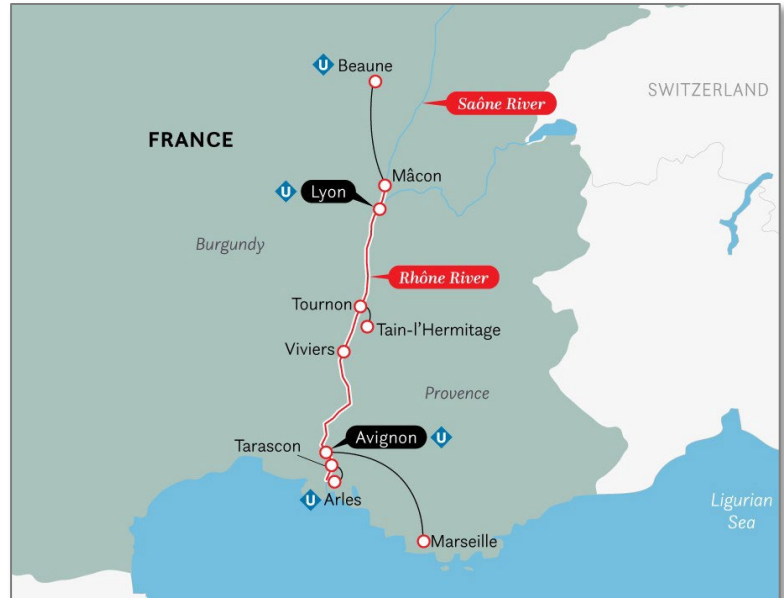 U Beaune
Saône River
SWITZERLAND
FRANCE
Mâcon
U Lyon
Burgundy
Rhône River
Tournon
Tain-l'Hermitage
Viviers
Provence
Avignon U
Tarascon
U Arles
Ligurian
Sea
Marseille